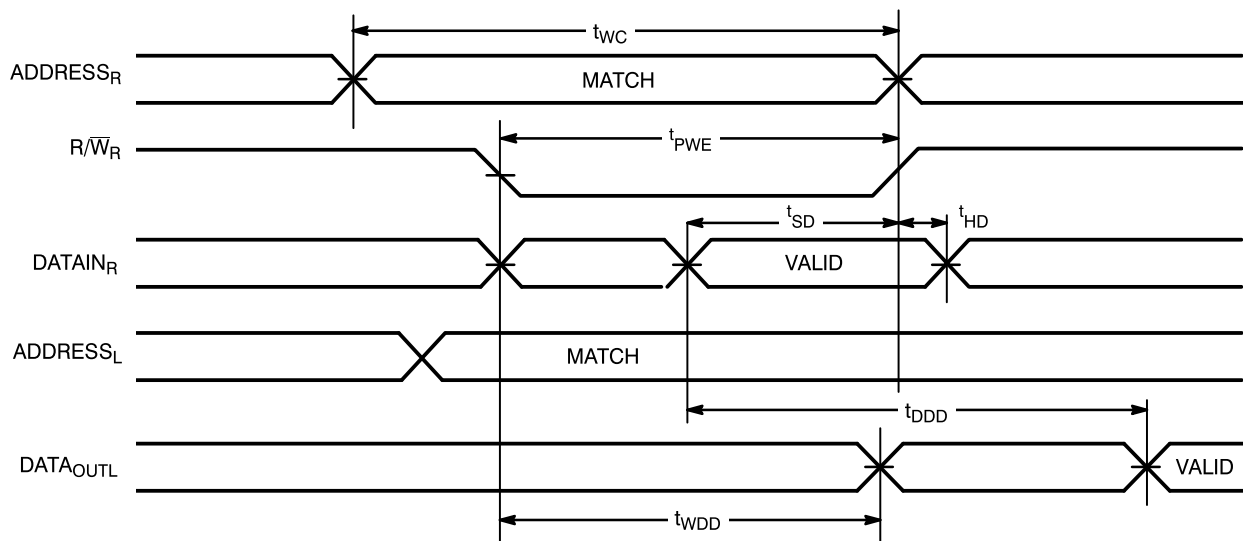 tWC
ADDRESSR
MATCH
tPWE
R/W̅R
tSD
tHD
DATAINR
VALID
ADDRESSL
MATCH
tDDD
DATAOUTL
VALID
tWDD